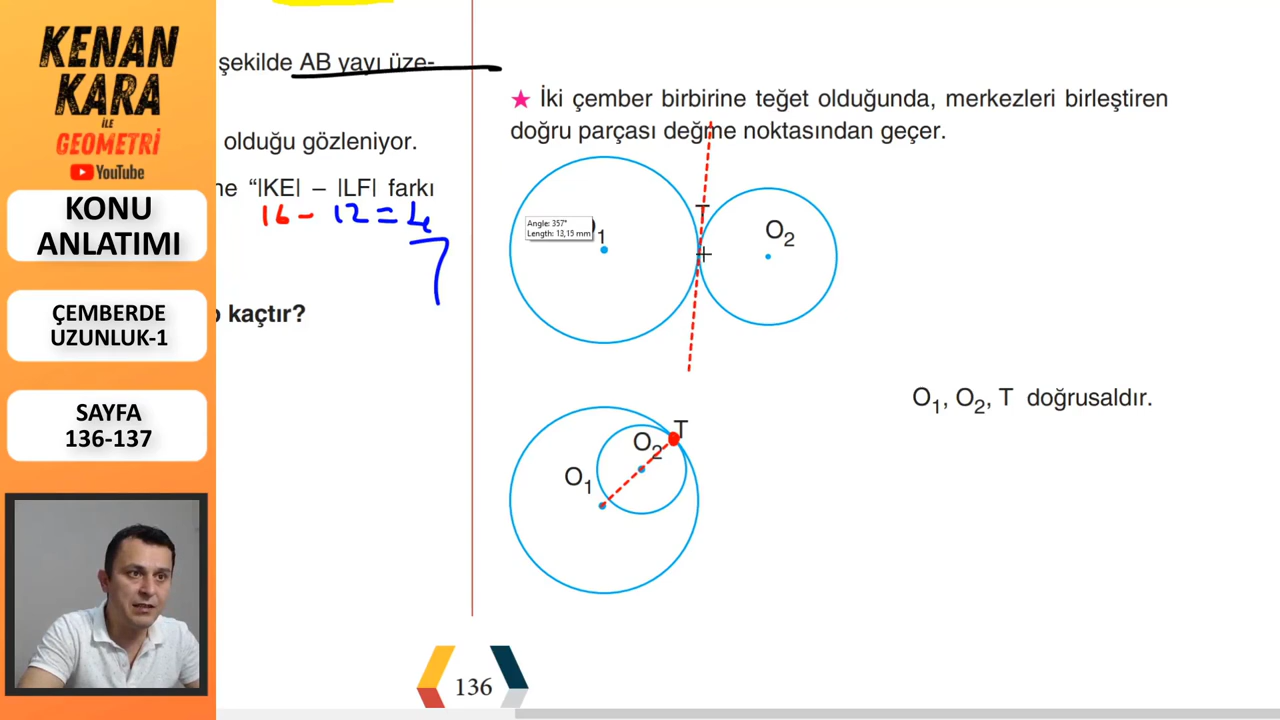 KENAN
KARA
İLE
GEOMETRİ
YouTube
KONU
ANLATIMI
ÇEMBERDE
UZUNLUK-1
SAYFA
136-137
şekilde AB yayı üze-
olduğu gözleniyor.
ne “|KE| – |LF| farkı
16 - 12 = 4
kaçtır?
★ İki çember birbirine teğet olduğunda, merkezleri birleştiren
doğru parçası değme noktasından geçer.
T
Angle: 357°
Length: 13,15 mm
1
O2
O1, O2, T doğrusaldır.
T
O2
O1
136